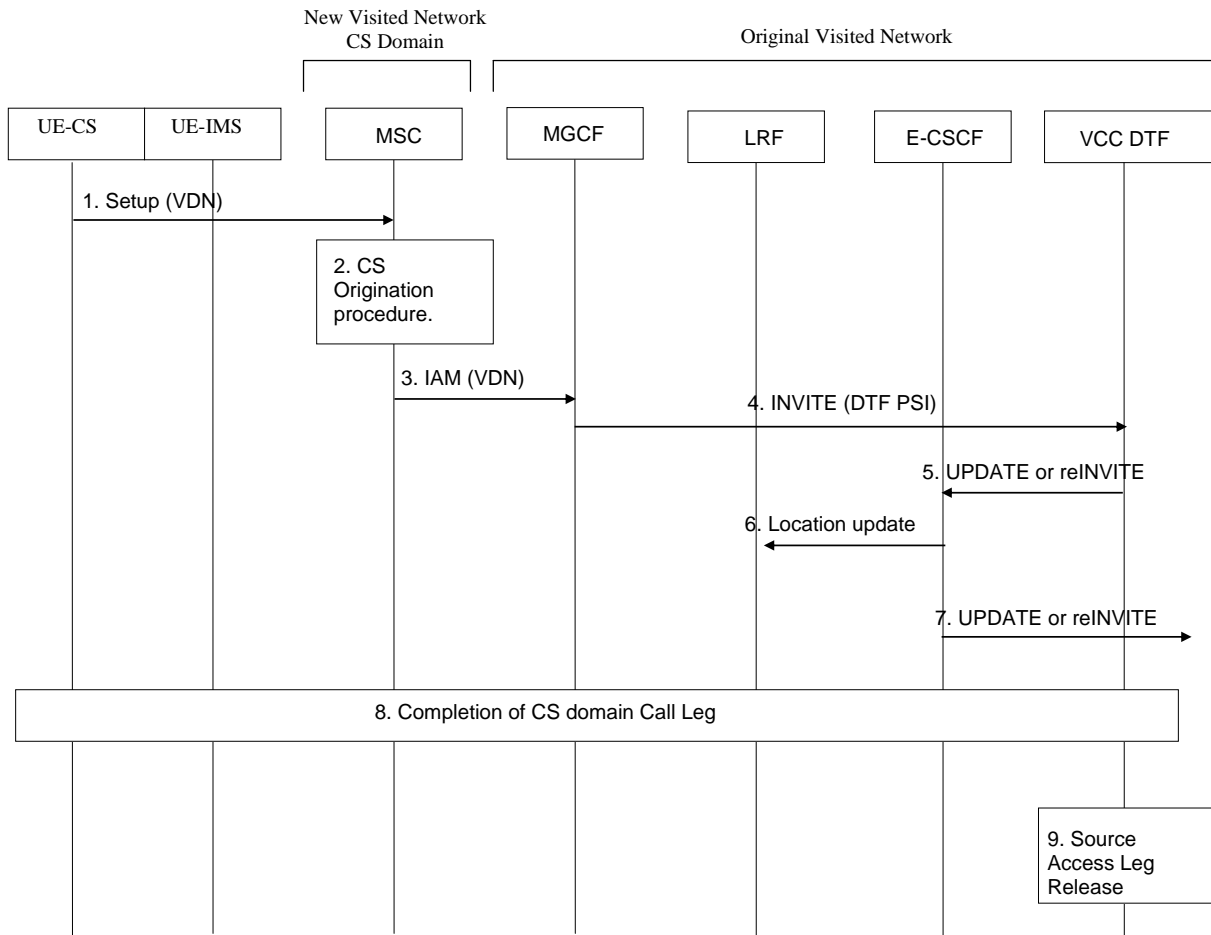 New Visited Network
CS Domain
Original Visited Network
UE-CS
UE-IMS
MSC
MGCF
LRF
E-CSCF
VCC DTF
1. Setup (VDN)
2. CS
Origination
procedure.
3. IAM (VDN)
4. INVITE (DTF PSI)
5. UPDATE or reINVITE
6. Location update
7. UPDATE or reINVITE
8. Completion of CS domain Call Leg
9. Source
Access Leg
Release